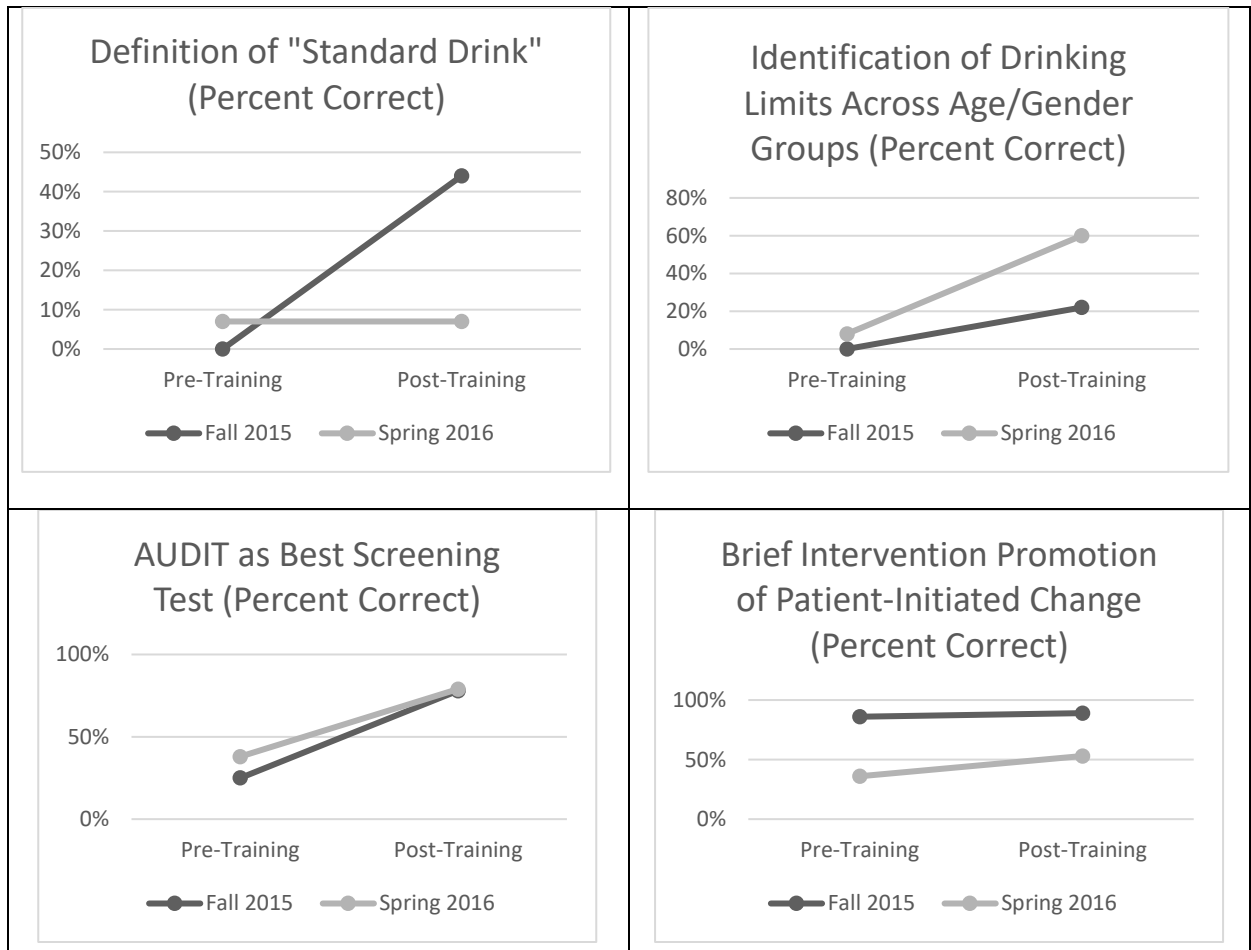 Definition of "Standard Drink"
(Percent Correct)
50%
40%
30%
20%
10%
0%
Pre-Training Post-Training
Fall 2015 Spring 2016
Identification of Drinking
Limits Across Age/Gender
Groups (Percent Correct)
80%
60%
40%
20%
0%
Pre-Training Post-Training
Fall 2015 Spring 2016
AUDIT as Best Screening
Test (Percent Correct)
100%
50%
0%
Pre-Training Post-Training
Fall 2015 Spring 2016
Brief Intervention Promotion
of Patient-Initiated Change
(Percent Correct)
100%
50%
0%
Pre-Training Post-Training
Fall 2015 Spring 2016